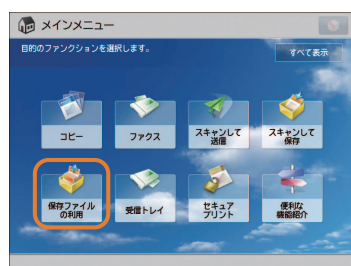 メインメニュー
目的のファンクションを選択します。
すべて表示
コピー
ファクス
スキャンして
送信
スキャンして
保存
保存ファイル
の利用
受信トレイ
セキュア
プリント
便利な
機能紹介